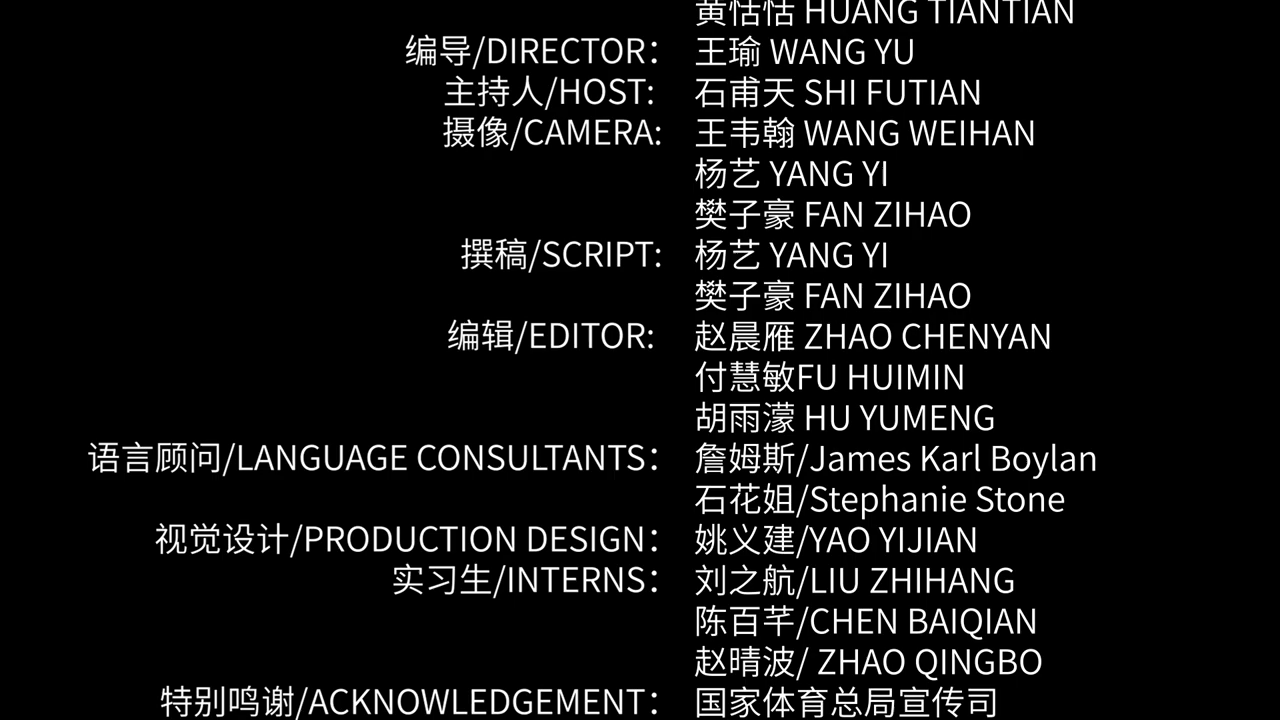 黄恬恬 HUANG TIANTIAN
编导/DIRECTOR： 王瑜 WANG YU
主持人/HOST: 石甫天 SHI FUTIAN
摄像/CAMERA: 王韦翰 WANG WEIHAN
杨艺 YANG YI
樊子豪 FAN ZIHAO
撰稿/SCRIPT: 杨艺 YANG YI
樊子豪 FAN ZIHAO
编辑/EDITOR: 赵晨雁 ZHAO CHENYAN
付慧敏FU HUIMIN
胡雨濛 HU YUMENG
语言顾问/LANGUAGE CONSULTANTS： 詹姆斯/James Karl Boylan
石花姐/Stephanie Stone
视觉设计/PRODUCTION DESIGN： 姚义建/YAO YIJIAN
实习生/INTERNS： 刘之航/LIU ZHIHANG
陈百芊/CHEN BAIQIAN
赵晴波/ ZHAO QINGBO
特别鸣谢/ACKNOWLEDGEMENT： 国家体育总局宣传司